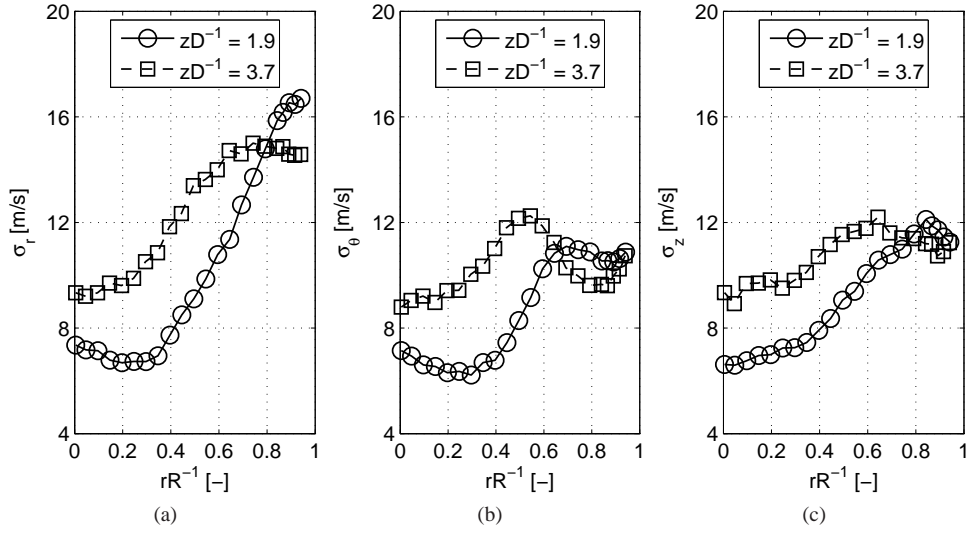 20
16
12
8
4
σr [m/s]
zD⁻¹ = 1.9
zD⁻¹ = 3.7
0 0.2 0.4 0.6 0.8 1
rR⁻¹ [–]
(a)
20
16
12
8
4
σθ [m/s]
zD⁻¹ = 1.9
zD⁻¹ = 3.7
0 0.2 0.4 0.6 0.8 1
rR⁻¹ [–]
(b)
20
16
12
8
4
σz [m/s]
zD⁻¹ = 1.9
zD⁻¹ = 3.7
0 0.2 0.4 0.6 0.8 1
rR⁻¹ [–]
(c)